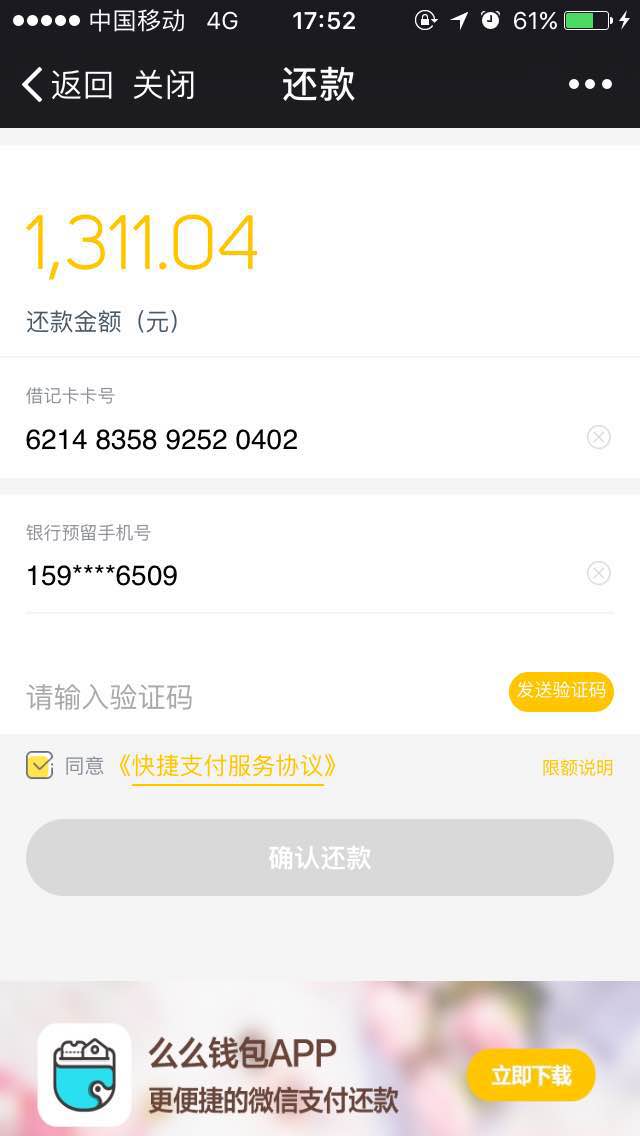 中国移动 4G 17:52 61%
返回 关闭 还款
1,311.04
还款金额（元）
借记卡卡号
6214 8358 9252 0402
银行预留手机号
159****6509
请输入验证码 发送验证码
同意 《快捷支付服务协议》 限额说明
确认还款
么么钱包APP
更便捷的微信支付还款
立即下载